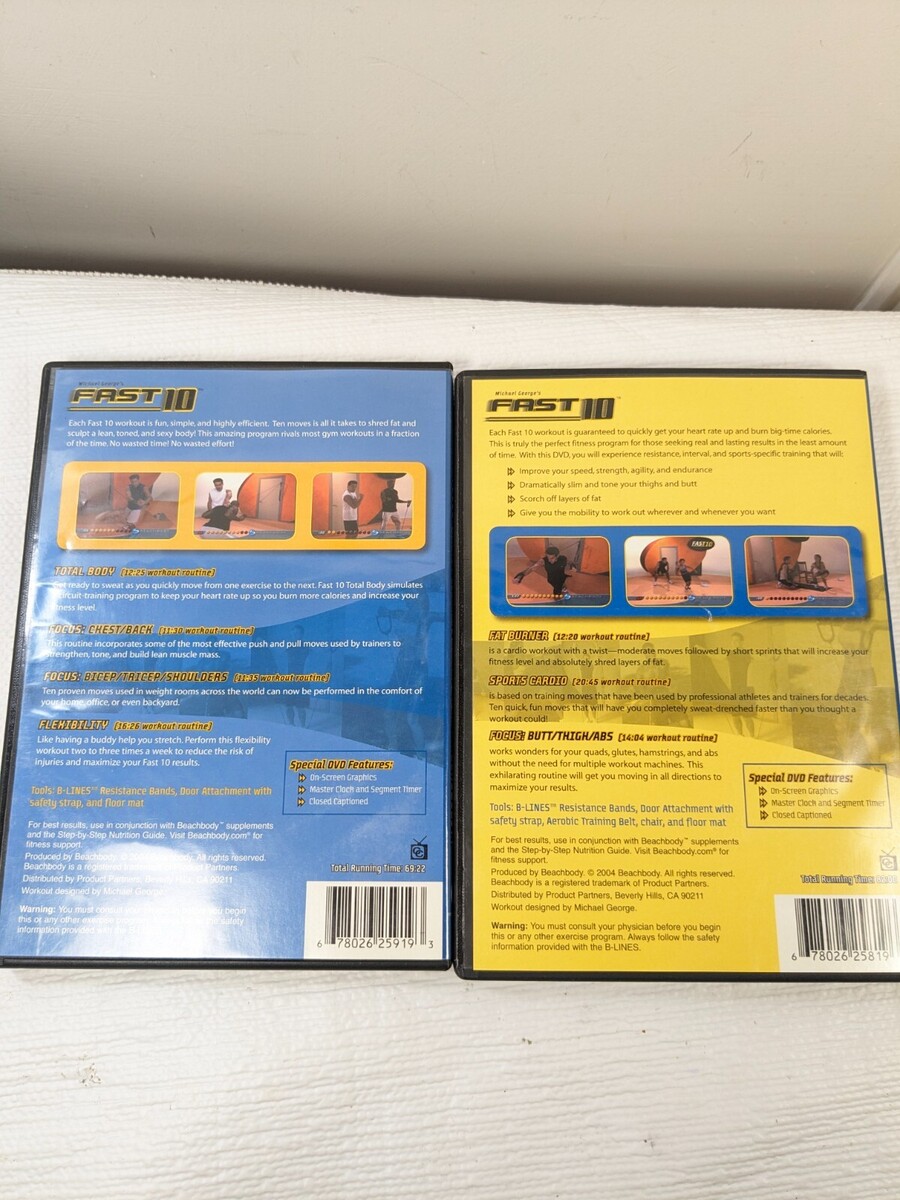 Michael George's
FAST 10™
Each Fast 10 workout is fun, simple, and highly efficient. Ten moves is all it takes to shred fat and
sculpt a lean, toned, and sexy body! This amazing program rivals most gym workouts in a fraction
of the time. No wasted time! No wasted effort!
TOTAL BODY [12:25 workout routine]
Get ready to sweat as you quickly move from one exercise to the next. Fast 10 Total Body simulates
circuit-training program to keep your heart rate up so you burn more calories and increase your
fitness level.
FOCUS: CHEST/BACK [11:30 workout routine]
This routine incorporates some of the most effective push and pull moves used by trainers to
strengthen, tone, and build lean muscle mass.
FOCUS: BICEP/TRICEP/SHOULDERS [11:35 workout routine]
Ten proven moves used in weight rooms across the world can now be performed in the comfort of
your home, office, or even backyard.
FLEXIBILITY [16:26 workout routine]
Like having a buddy help you stretch. Perform this flexibility
workout two to three times a week to reduce the risk of
injuries and maximize your Fast 10 results.
Special DVD Features:
On-Screen Graphics
Master Clock and Segment Timer
Closed Captioned
Tools: B-LINES™ Resistance Bands, Door Attachment with
safety strap, and floor mat
For best results, use in conjunction with Beachbody™ supplements
and the Step-by-Step Nutrition Guide. Visit Beachbody.com® for
fitness support.
Produced by Beachbody. © All rights reserved.
Beachbody is a registered of Product Partners.
Distributed by Product Partners, Beverly Hills, CA 90211
Workout designed by Michael George
CC
Total Running Time: 69:22
Warning: You must consult you begin
this or any other exercise safety
information provided with the
6 78026 25919 3
Michael George's
FAST 10™
Each Fast 10 workout is guaranteed to quickly get your heart rate up and burn big-time calories.
This is truly the perfect fitness program for those seeking real and lasting results in the least amount
of time. With this DVD, you will experience resistance, interval, and sports-specific training that will:
Improve your speed, strength, agility, and endurance
Dramatically slim and tone your thighs and butt
Scorch off layers of fat
Give you the mobility to work out wherever and whenever you want
FAST 10
FAT BURNER [12:20 workout routine]
is a cardio workout with a twist—moderate moves followed by short sprints that will increase your
fitness level and absolutely shred layers of fat.
SPORTS CARDIO [20:45 workout routine]
is based on training moves that have been used by professional athletes and trainers for decades.
Ten quick, fun moves that will have you completely sweat-drenched faster than you thought a
workout could!
FOCUS: BUTT/THIGH/ABS [14:04 workout routine]
works wonders for your quads, glutes, hamstrings, and abs
without the need for multiple workout machines. This
exhilarating routine will get you moving in all directions to
maximize your results.
Special DVD Features:
On-Screen Graphics
Master Clock and Segment Timer
Closed Captioned
Tools: B-LINES™ Resistance Bands, Door Attachment with
safety strap, Aerobic Training Belt, chair, and floor mat
For best results, use in conjunction with Beachbody™ supplements
and the Step-by-Step Nutrition Guide. Visit Beachbody.com® for
fitness support.
Produced by Beachbody. © 2004 Beachbody. All rights reserved.
Beachbody is a registered trademark of Product Partners.
Distributed by Product Partners, Beverly Hills, CA 90211
Workout designed by Michael George.
Total Running Time:
Warning: You must consult your physician before you begin
this or any other exercise program. Always follow the safety
information provided with the B-LINES.
6 78026 25819